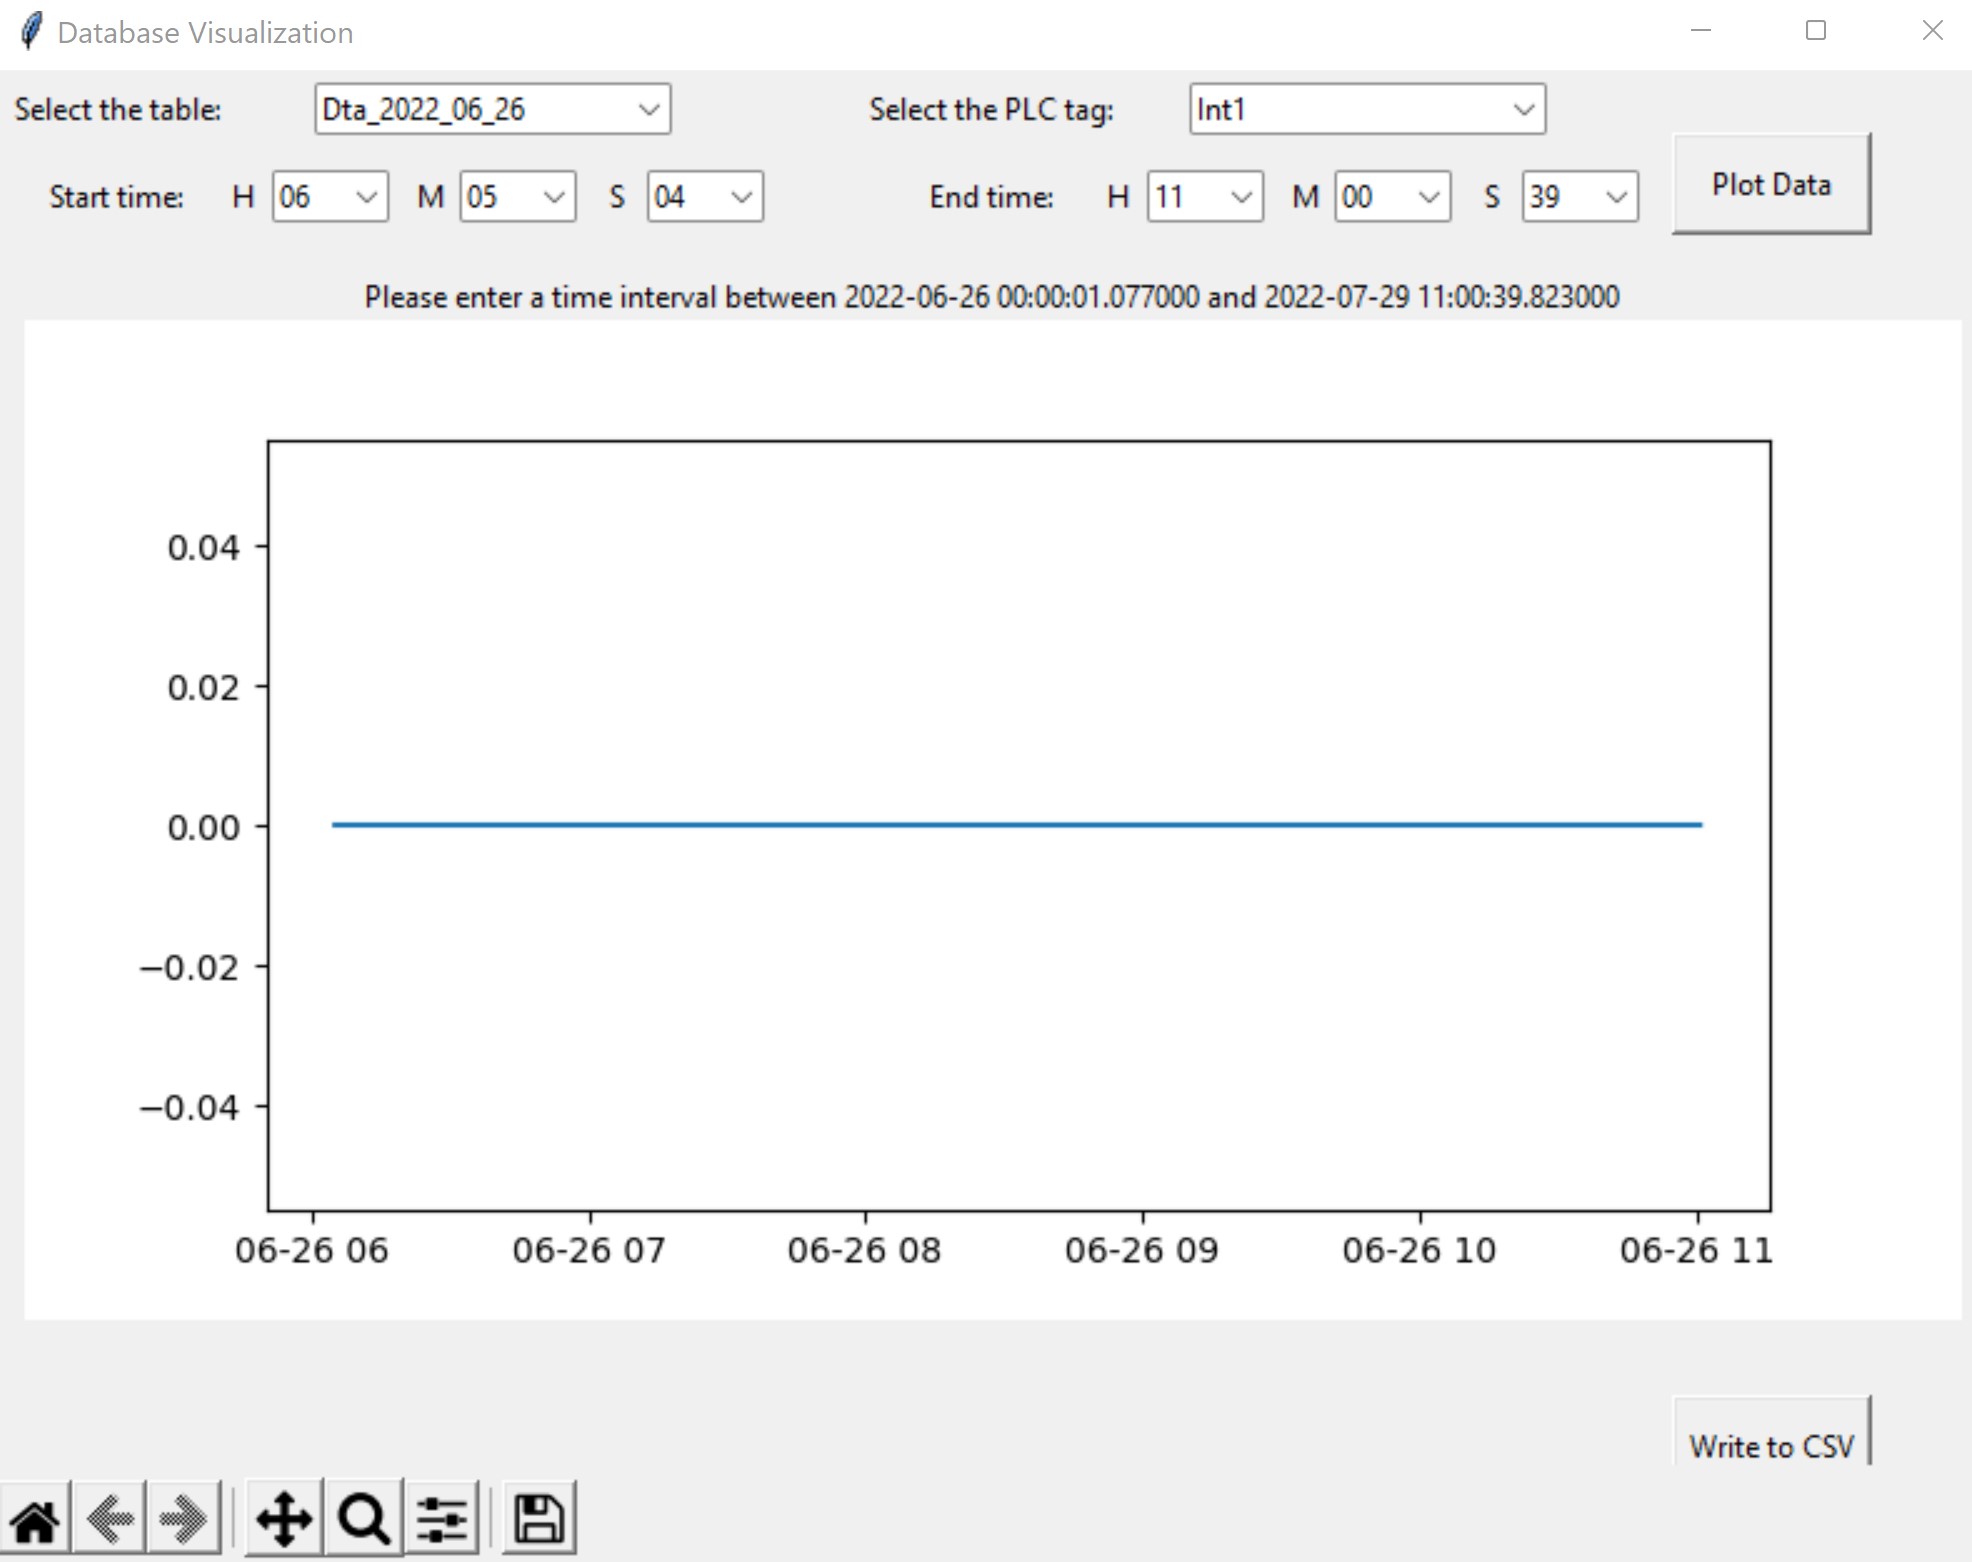 Database Visualization
Select the table: Dta_2022_06_26 Select the PLC tag: Int1
Start time: H 06 M 05 S 04 End time: H 11 M 00 S 39 Plot Data
Please enter a time interval between 2022-06-26 00:00:01.077000 and 2022-07-29 11:00:39.823000
0.04
0.02
0.00
−0.02
−0.04
06-26 06 06-26 07 06-26 08 06-26 09 06-26 10 06-26 11
Write to CSV